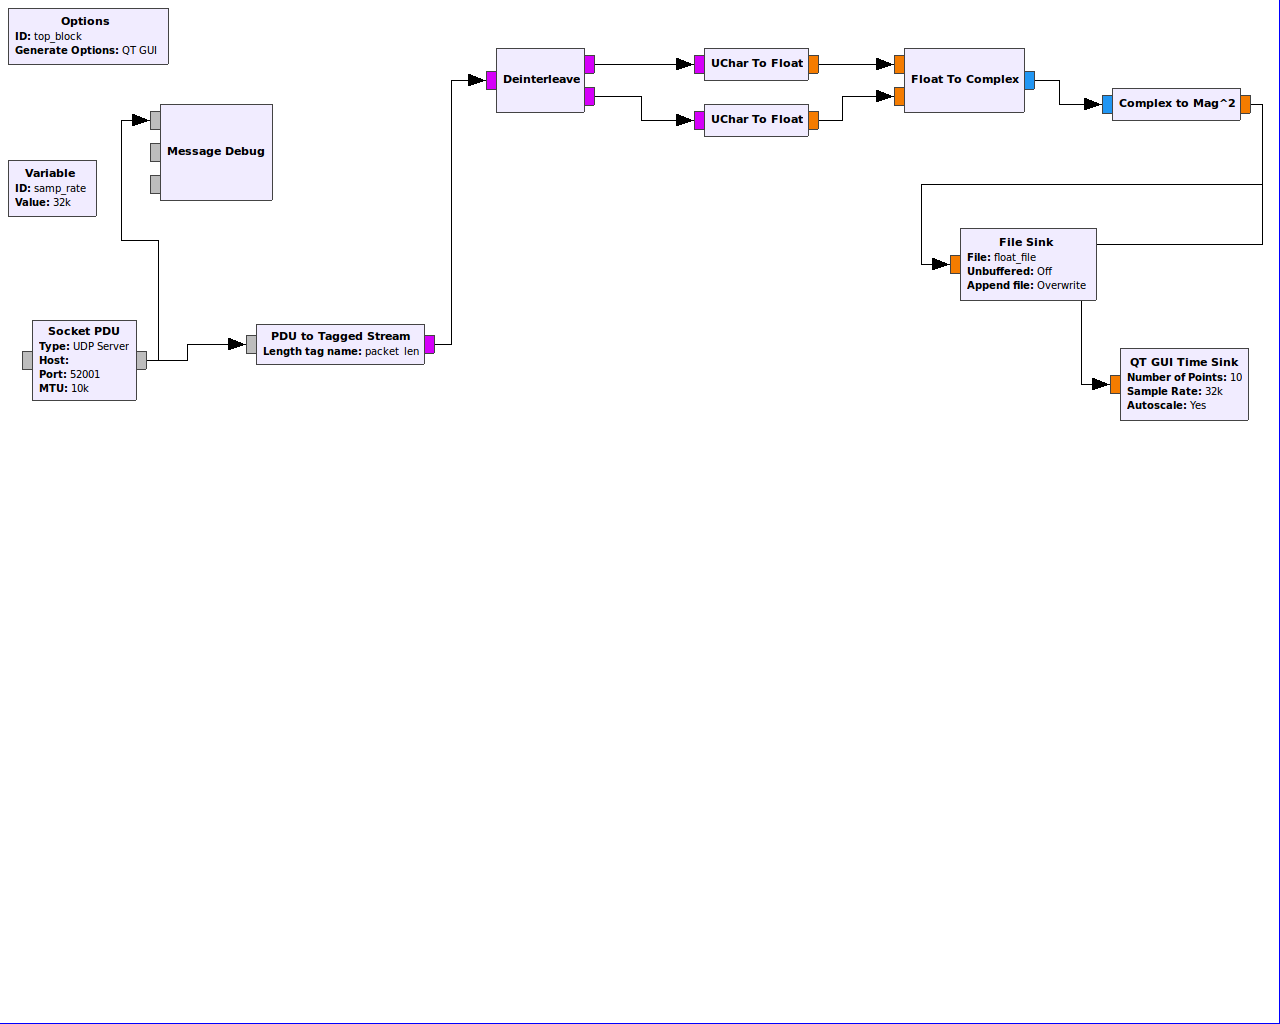 Options
ID: top_block
Generate Options: QT GUI
Message Debug
Variable
ID: samp_rate
Value: 32k
Socket PDU
Type: UDP Server
Host:
Port: 52001
MTU: 10k
PDU to Tagged Stream
Length tag name: packet_len
Deinterleave
UChar To Float
UChar To Float
Float To Complex
Complex to Mag^2
File Sink
File: float_file
Unbuffered: Off
Append file: Overwrite
QT GUI Time Sink
Number of Points: 10
Sample Rate: 32k
Autoscale: Yes